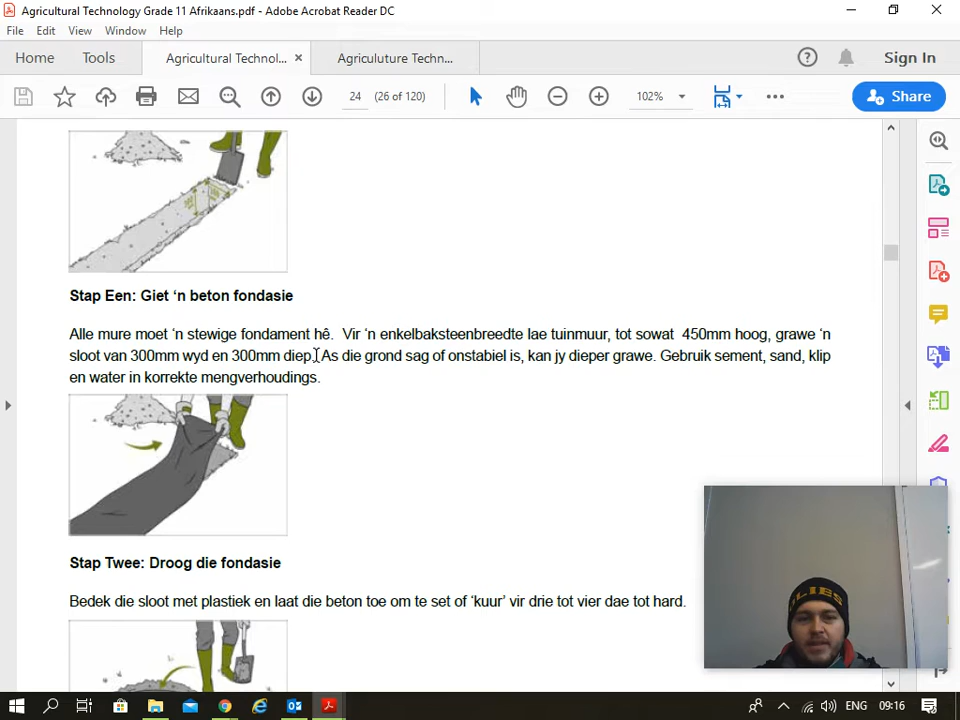 Agricultural Technology Grade 11 Afrikaans.pdf - Adobe Acrobat Reader DC
File Edit View Window Help
Home Tools Agricultural Technol... × Agriculuture Techn... Sign In
24 (26 of 120) 102% Share
Stap Een: Giet ‘n beton fondasie
Alle mure moet ‘n stewige fondament hê. Vir ‘n enkelbaksteenbreedte lae tuinmuur, tot sowat 450mm hoog, grawe ‘n
sloot van 300mm wyd en 300mm diep. As die grond sag of onstabiel is, kan jy dieper grawe. Gebruik sement, sand, klip
en water in korrekte mengverhoudings.
Stap Twee: Droog die fondasie
Bedek die sloot met plastiek en laat die beton toe om te set of ‘kuur’ vir drie tot vier dae tot hard.
ENG 09:16